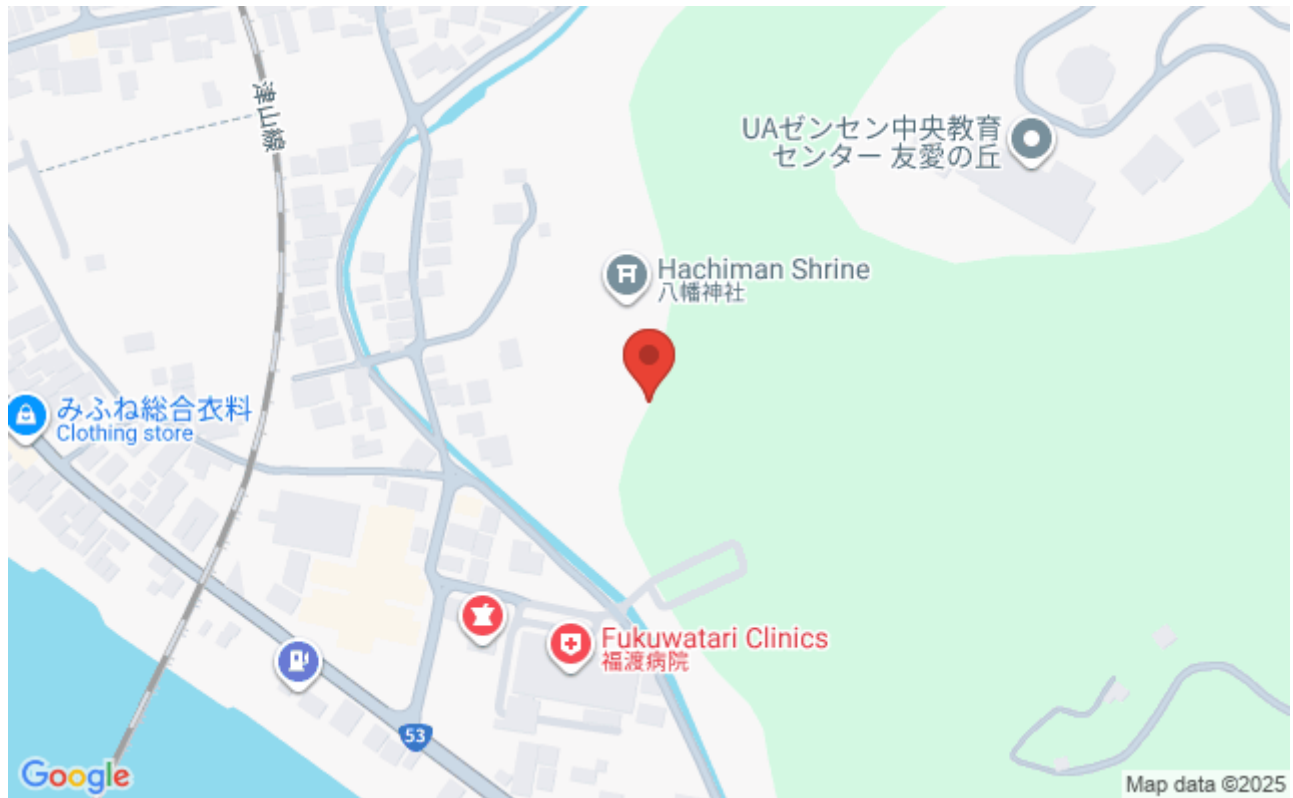 津山線
UAゼンセン中央教育
センター 友愛の丘
Hachiman Shrine
八幡神社
みふね総合衣料
Clothing store
Fukuwatari Clinics
福渡病院
53
Google
Map data ©2025